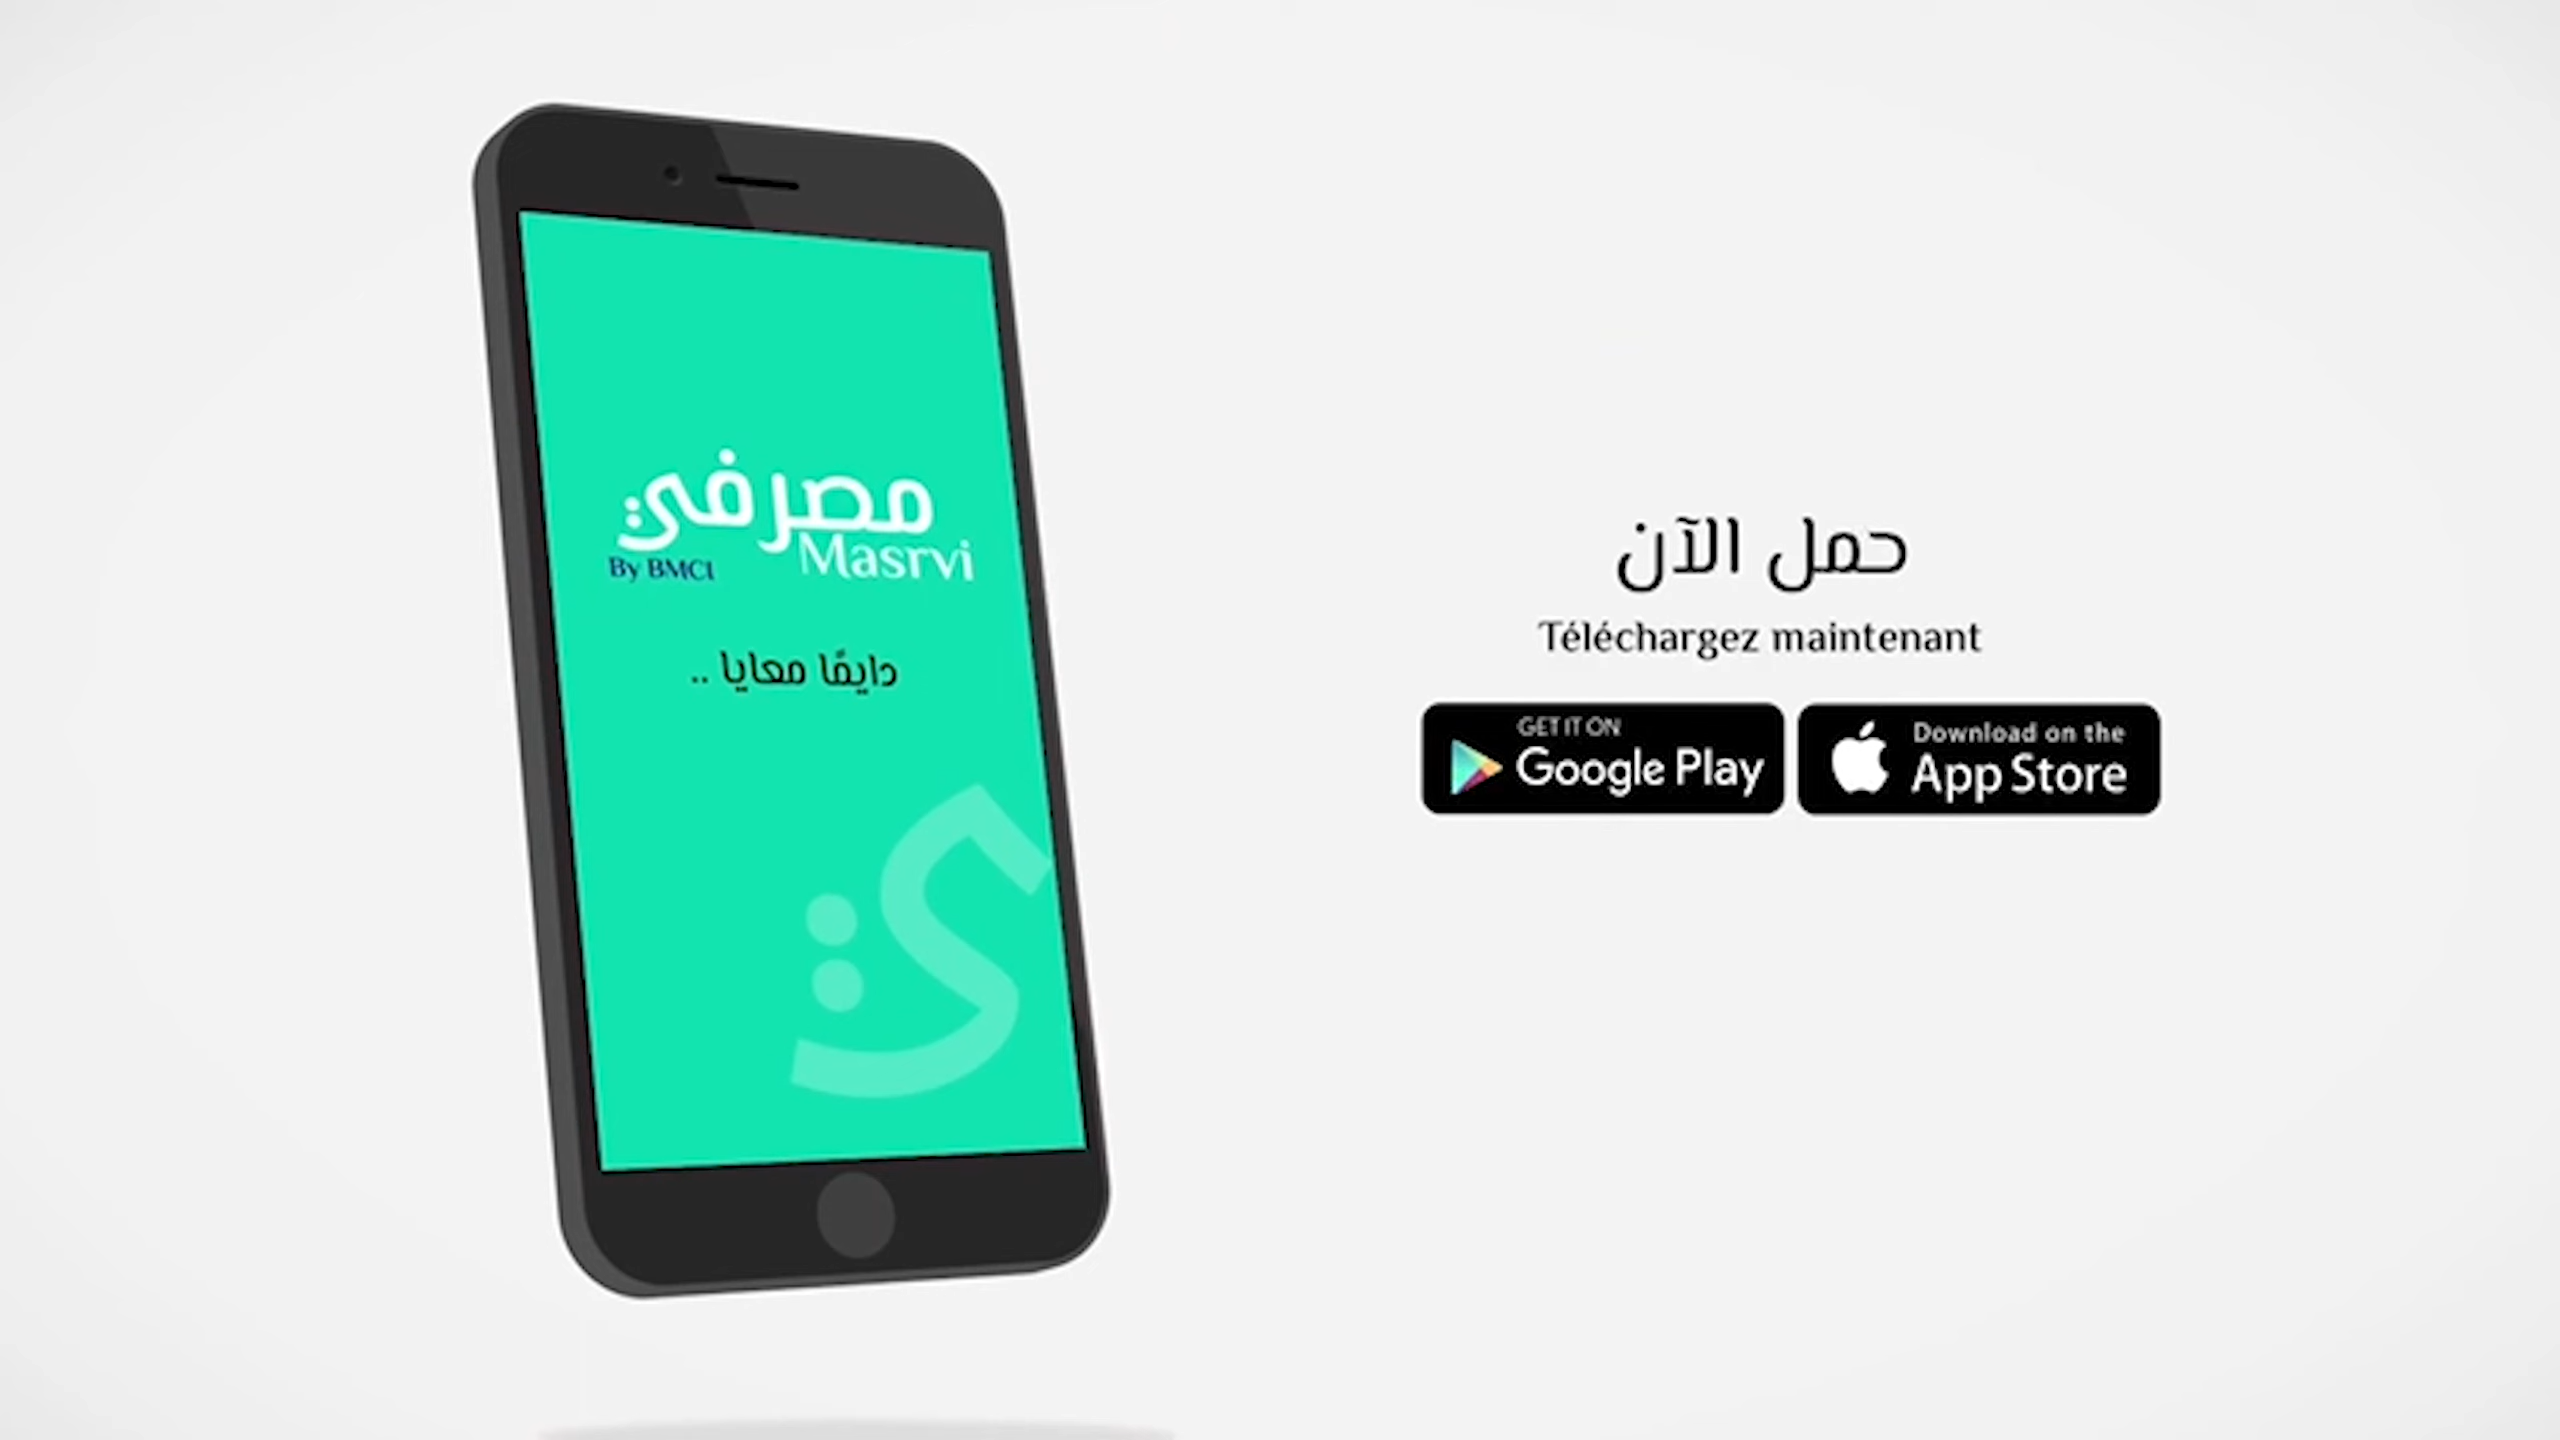 مصرفي
Masrvi
By BMCI
دايمًا معايا ..
حمل الآن
Téléchargez maintenant
GET IT ON
Google Play
Download on the
App Store